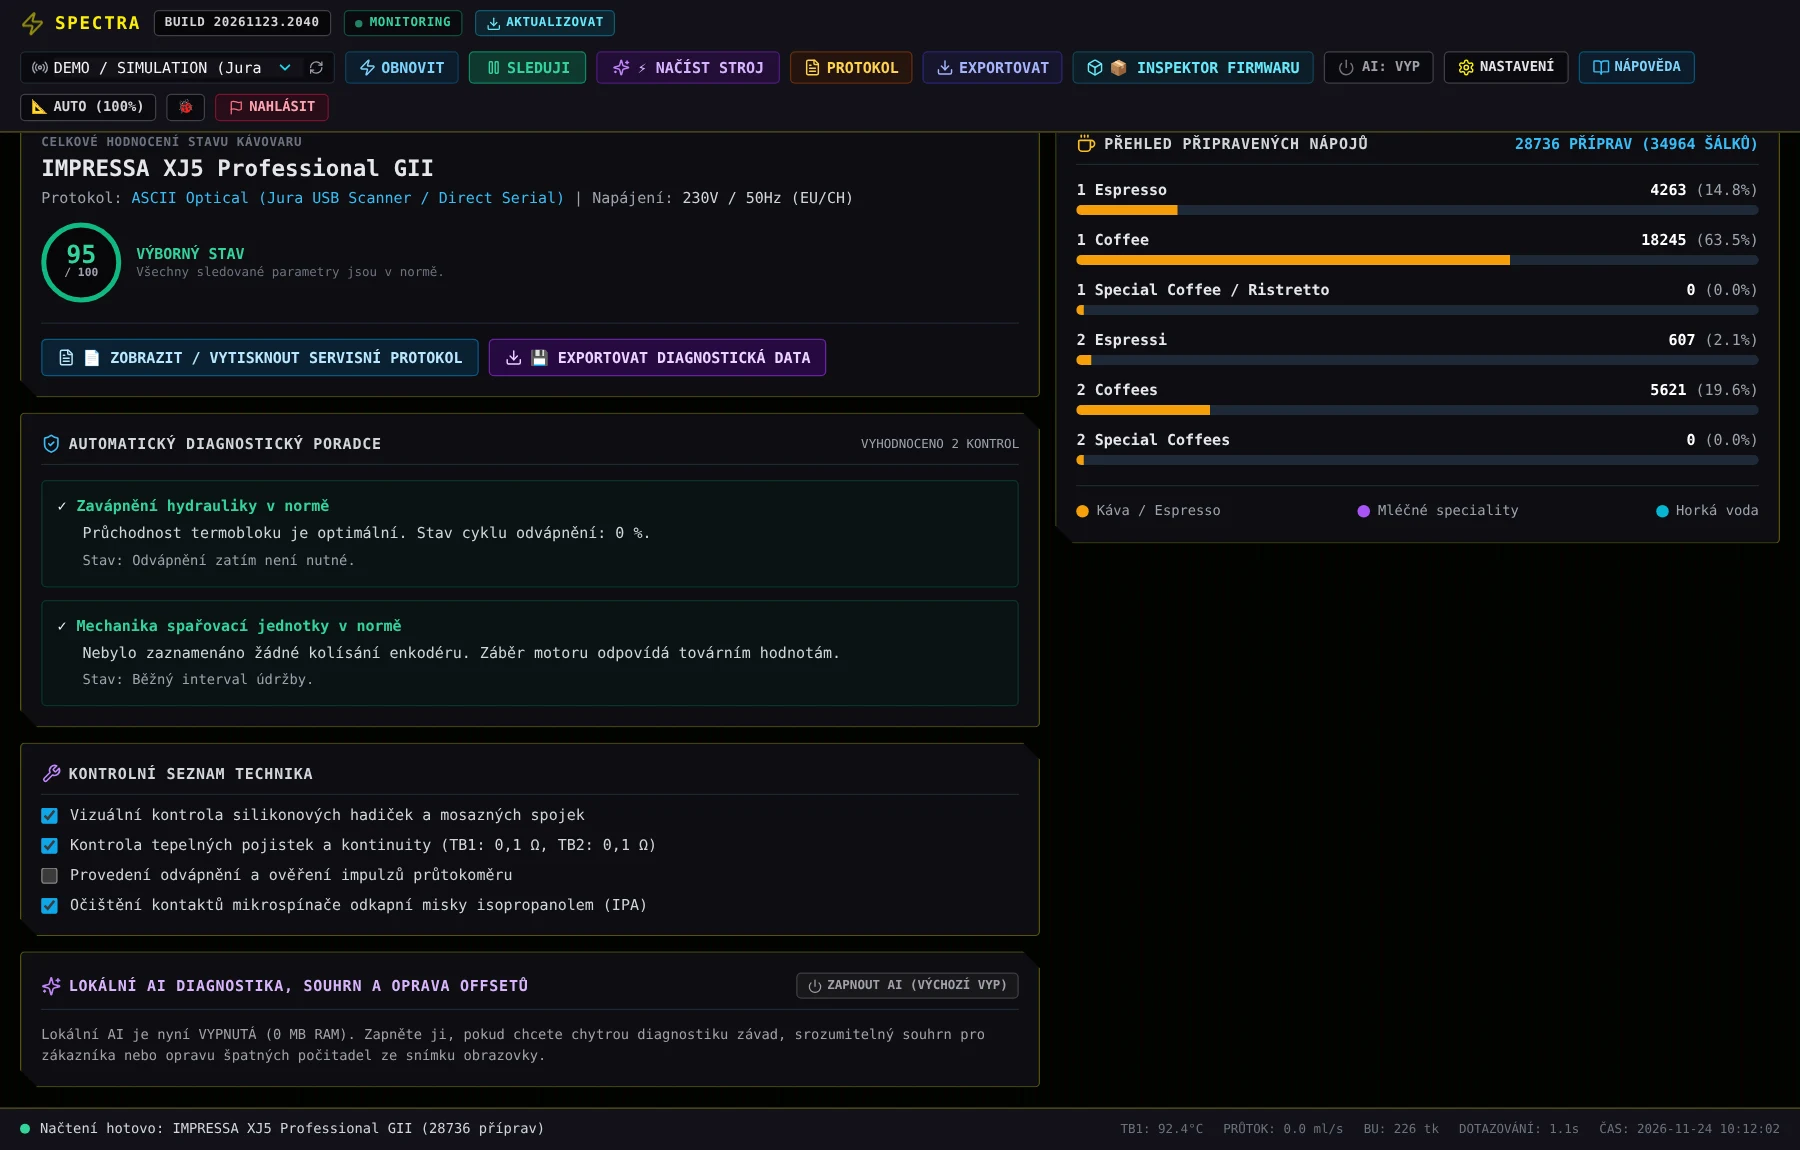 SPECTRA
BUILD 20261123.2040
MONITORING
AKTUALIZOVAT
DEMO / SIMULATION (Jura
OBNOVIT
SLEDUJI
⚡ NAČÍST STROJ
PROTOKOL
EXPORTOVAT
📦 INSPEKTOR FIRMWARU
AI: VYP
NASTAVENÍ
NÁPOVĚDA
📐 AUTO (100%)
🐞
NAHLÁSIT
CELKOVÉ HODNOCENÍ STAVU KÁVOVARU
IMPRESSA XJ5 Professional GII
Protokol: ASCII Optical (Jura USB Scanner / Direct Serial) | Napájení: 230V / 50Hz (EU/CH)
95
/ 100
VÝBORNÝ STAV
Všechny sledované parametry jsou v normě.
📄 ZOBRAZIT / VYTISKNOUT SERVISNÍ PROTOKOL
💾 EXPORTOVAT DIAGNOSTICKÁ DATA
AUTOMATICKÝ DIAGNOSTICKÝ PORADCE
VYHODNOCENO 2 KONTROL
✓ Zavápnění hydrauliky v normě
Průchodnost termobloku je optimální. Stav cyklu odvápnění: 0 %.
Stav: Odvápnění zatím není nutné.
✓ Mechanika spařovací jednotky v normě
Nebylo zaznamenáno žádné kolísání enkodéru. Záběr motoru odpovídá továrním hodnotám.
Stav: Běžný interval údržby.
KONTROLNÍ SEZNAM TECHNIKA
Vizuální kontrola silikonových hadiček a mosazných spojek
Kontrola tepelných pojistek a kontinuity (TB1: 0,1 Ω, TB2: 0,1 Ω)
Provedení odvápnění a ověření impulzů průtokoměru
Očištění kontaktů mikrospínače odkapní misky isopropanolem (IPA)
LOKÁLNÍ AI DIAGNOSTIKA, SOUHRN A OPRAVA OFFSETŮ
ZAPNOUT AI (VÝCHOZÍ VYP)
Lokální AI je nyní VYPNUTÁ (0 MB RAM). Zapněte ji, pokud chcete chytrou diagnostiku závad, srozumitelný souhrn pro
zákazníka nebo opravu špatných počitadel ze snímku obrazovky.
PŘEHLED PŘIPRAVENÝCH NÁPOJŮ
28736 PŘÍPRAV (34964 ŠÁLKŮ)
1 Espresso 4263 (14.8%)
1 Coffee 18245 (63.5%)
1 Special Coffee / Ristretto 0 (0.0%)
2 Espressi 607 (2.1%)
2 Coffees 5621 (19.6%)
2 Special Coffees 0 (0.0%)
Káva / Espresso
Mléčné speciality
Horká voda
Načtení hotovo: IMPRESSA XJ5 Professional GII (28736 příprav)
TB1: 92.4°C
PRŮTOK: 0.0 ml/s
BU: 226 tk
DOTAZOVÁNÍ: 1.1s
ČAS: 2026-11-24 10:12:02